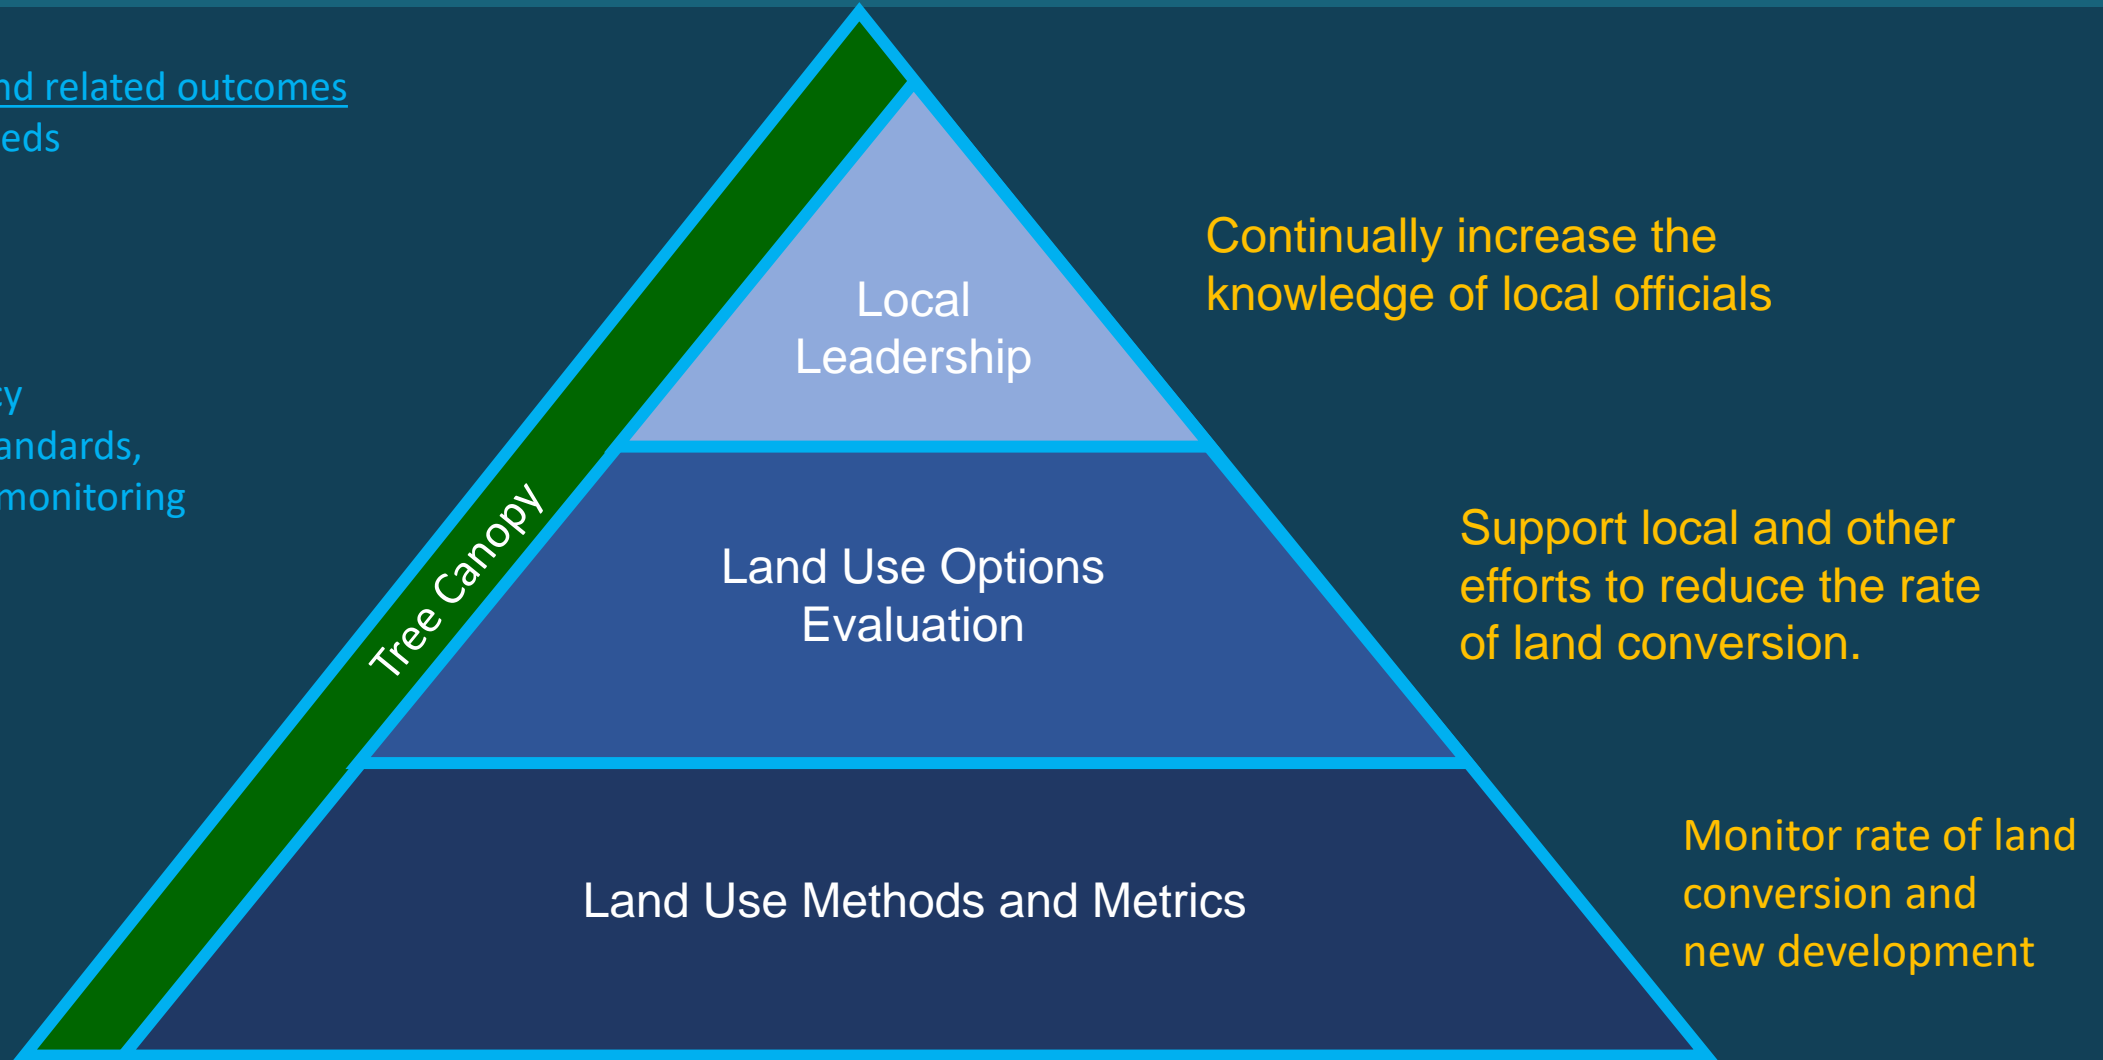 nd related outcomes
eds
cy
andards,
monitoring
Tree Canopy
Local
Leadership
Continually increase the
knowledge of local officials
Land Use Options
Evaluation
Support local and other
efforts to reduce the rate
of land conversion.
Land Use Methods and Metrics
Monitor rate of land
conversion and
new development